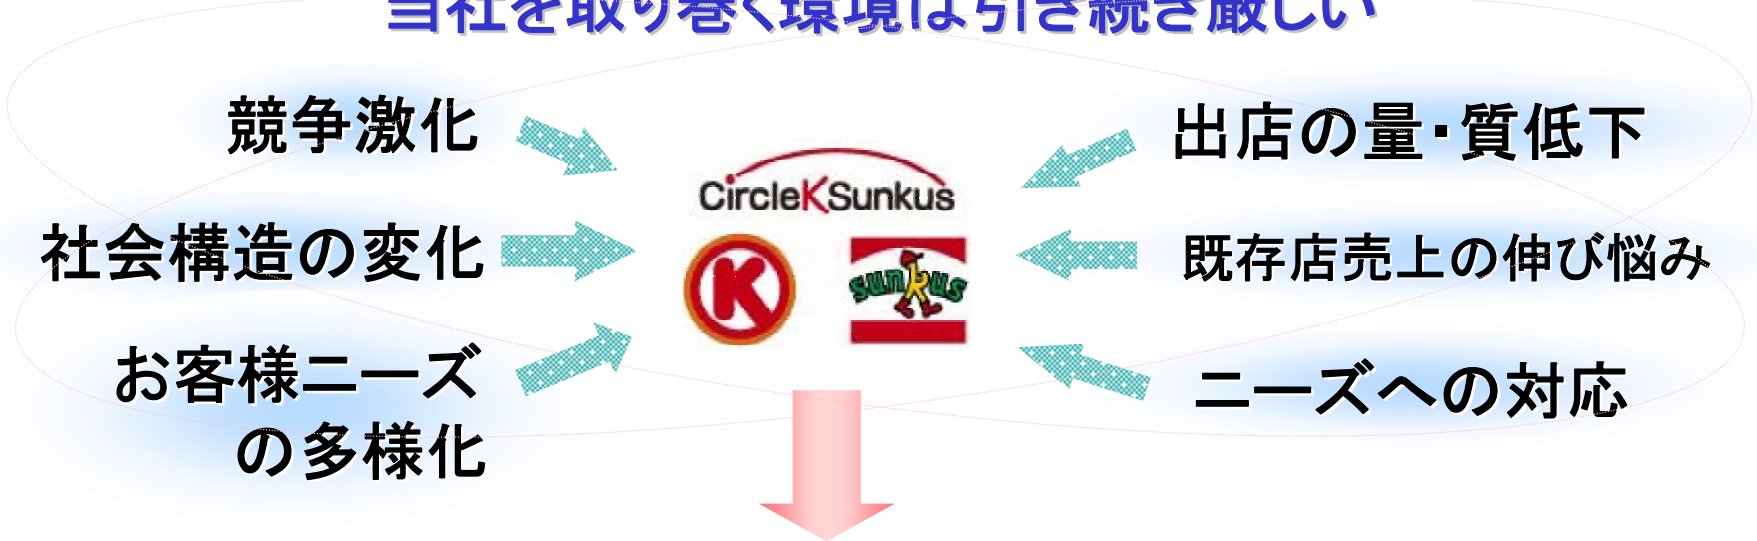 当社を取り巻く環境は引き続き厳しい
競争激化
社会構造の変化
お客様ニーズ
の多様化
CircleKSunkus
K
sunkus
出店の量・質低下
既存店売上の伸び悩み
ニーズへの対応